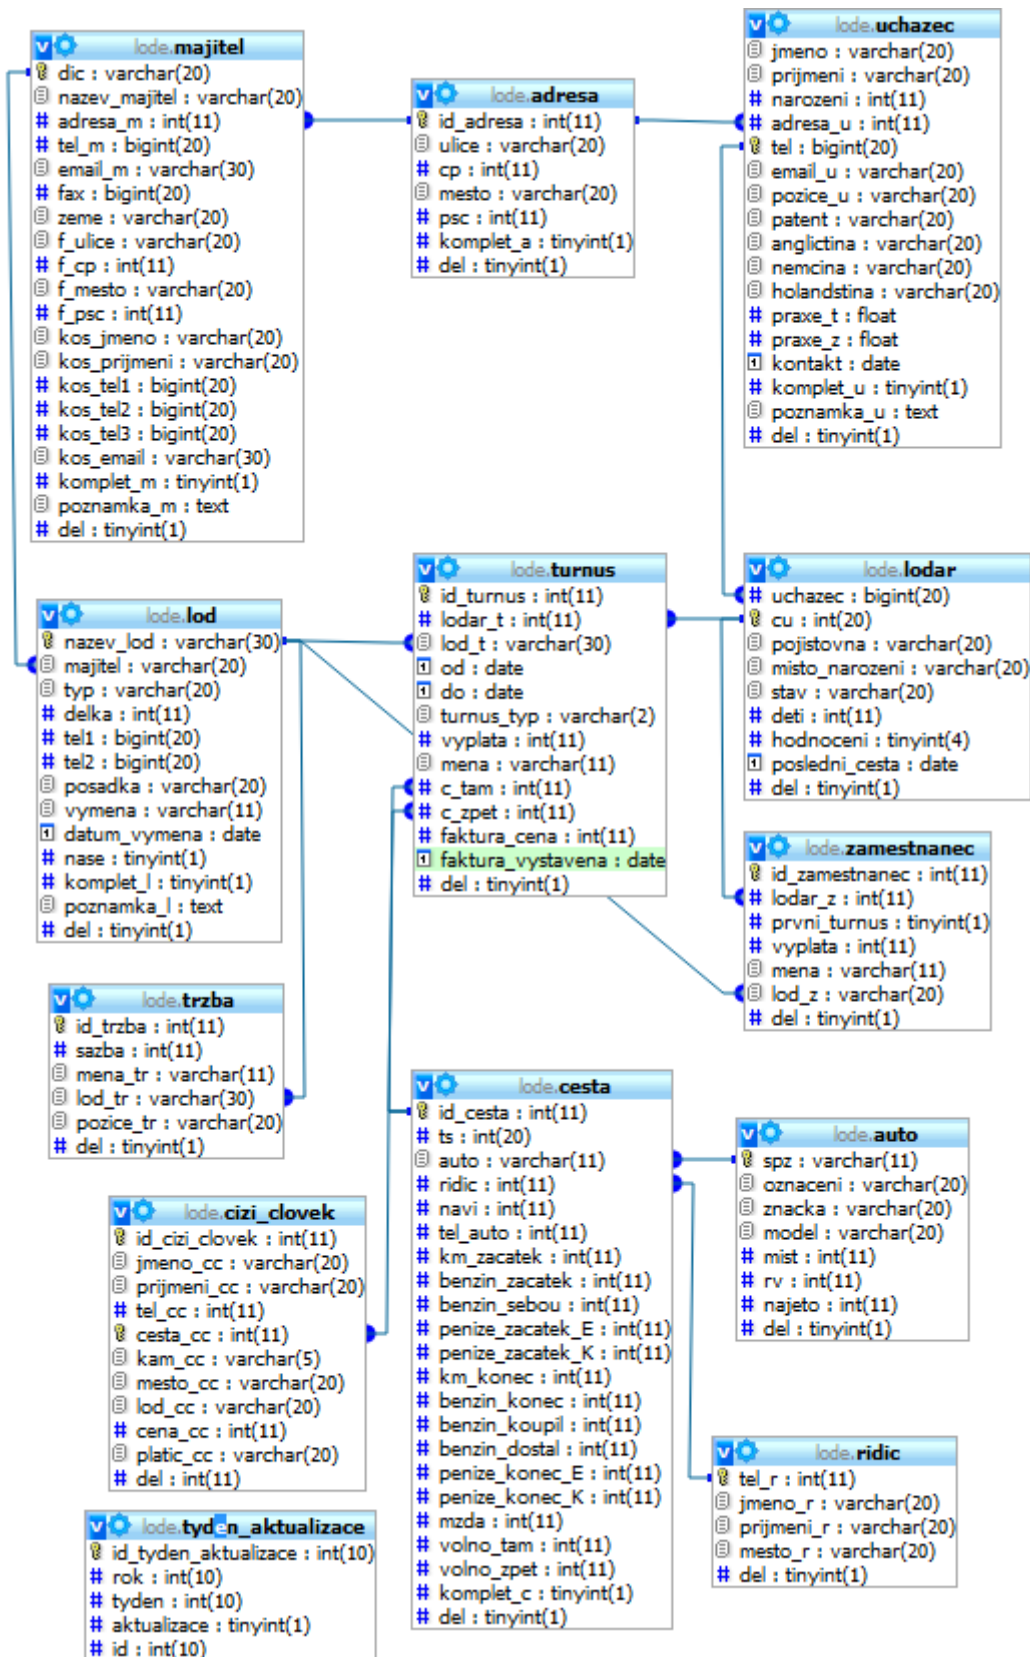 lode.majitel
dic : varchar(20)
nazev_majitel : varchar(20)
adresa_m : int(11)
tel_m : bigint(20)
email_m : varchar(30)
fax : bigint(20)
zeme : varchar(20)
f_ulice : varchar(20)
f_cp : int(11)
f_mesto : varchar(20)
f_psc : int(11)
kos_jmeno : varchar(20)
kos_prijmeni : varchar(20)
kos_tel1 : bigint(20)
kos_tel2 : bigint(20)
kos_tel3 : bigint(20)
kos_email : varchar(30)
komplet_m : tinyint(1)
poznamka_m : text
del : tinyint(1)
lode.adresa
id_adresa : int(11)
ulice : varchar(20)
cp : int(11)
mesto : varchar(20)
psc : int(11)
komplet_a : tinyint(1)
del : tinyint(1)
lode.uchazec
jmeno : varchar(20)
prijmeni : varchar(20)
narozeni : int(11)
adresa_u : int(11)
tel : bigint(20)
email_u : varchar(20)
pozice_u : varchar(20)
patent : varchar(20)
anglictina : varchar(20)
nemcina : varchar(20)
holandstina : varchar(20)
praxe_t : float
praxe_z : float
kontakt : date
komplet_u : tinyint(1)
poznamka_u : text
del : tinyint(1)
lode.lod
nazev_lod : varchar(30)
majitel : varchar(20)
typ : varchar(20)
delka : int(11)
tel1 : bigint(20)
tel2 : bigint(20)
posadka : varchar(20)
vymena : varchar(11)
datum_vymena : date
nase : tinyint(1)
komplet_l : tinyint(1)
poznamka_l : text
del : tinyint(1)
lode.turnus
id_turnus : int(11)
lodar_t : int(11)
lod_t : varchar(30)
od : date
do : date
turnus_typ : varchar(2)
vyplata : int(11)
mena : varchar(11)
c_tam : int(11)
c_zpet : int(11)
faktura_cena : int(11)
faktura_vystavena : date
del : tinyint(1)
lode.lodar
uchazec : bigint(20)
cu : int(20)
pojistovna : varchar(20)
misto_narozeni : varchar(20)
stav : varchar(20)
deti : int(11)
hodnoceni : tinyint(4)
posledni_cesta : date
del : tinyint(1)
lode.zamestnanec
id_zamestnanec : int(11)
lodar_z : int(11)
prvni_turnus : tinyint(1)
vyplata : int(11)
mena : varchar(11)
lod_z : varchar(20)
del : tinyint(1)
lode.trzba
id_trzba : int(11)
sazba : int(11)
mena_tr : varchar(11)
lod_tr : varchar(30)
pozice_tr : varchar(20)
del : tinyint(1)
lode.cesta
id_cesta : int(11)
ts : int(20)
auto : varchar(11)
ridic : int(11)
navi : int(11)
tel_auto : int(11)
km_zacatek : int(11)
benzin_zacatek : int(11)
benzin_sebou : int(11)
penize_zacatek_E : int(11)
penize_zacatek_K : int(11)
km_konec : int(11)
benzin_konec : int(11)
benzin_koupil : int(11)
benzin_dostal : int(11)
penize_konec_E : int(11)
penize_konec_K : int(11)
mzda : int(11)
volno_tam : int(11)
volno_zpet : int(11)
komplet_c : tinyint(1)
del : tinyint(1)
lode.auto
spz : varchar(11)
oznaceni : varchar(20)
znacka : varchar(20)
model : varchar(20)
mist : int(11)
rv : int(11)
najeto : int(11)
del : tinyint(1)
lode.cizi_clovek
id_cizi_clovek : int(11)
jmeno_cc : varchar(20)
prijmeni_cc : varchar(20)
tel_cc : int(11)
cesta_cc : int(11)
kam_cc : varchar(5)
mesto_cc : varchar(20)
lod_cc : varchar(20)
cena_cc : int(11)
platic_cc : varchar(20)
del : int(11)
lode.ridic
tel_r : int(11)
jmeno_r : varchar(20)
prijmeni_r : varchar(20)
mesto_r : varchar(20)
del : tinyint(1)
lode.tyden_aktualizace
id_tyden_aktualizace : int(10)
rok : int(10)
tyden : int(10)
aktualizace : tinyint(1)
id : int(10)